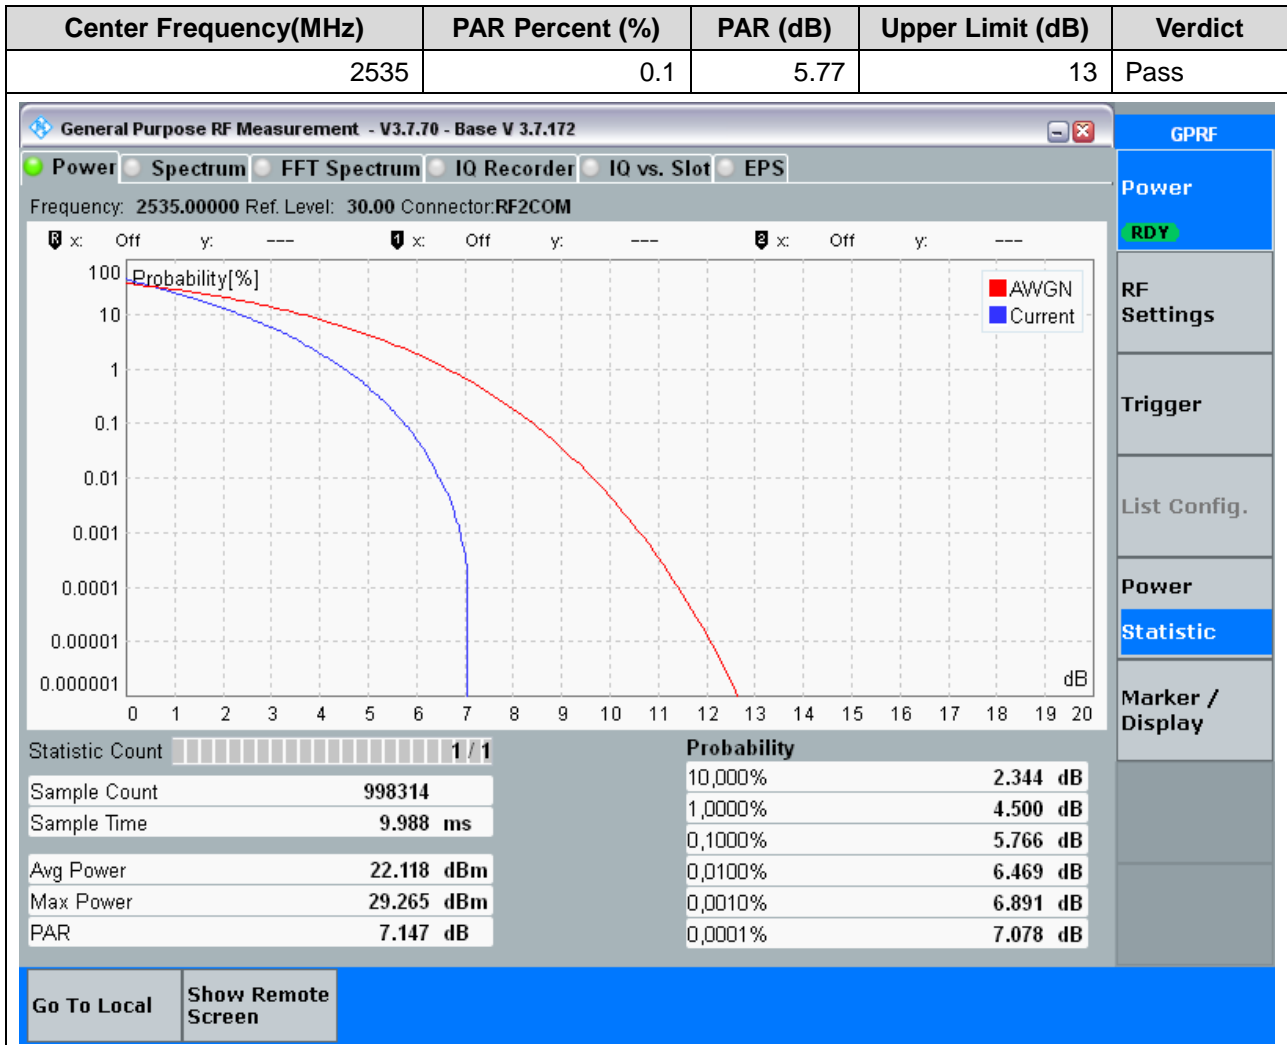 Center Frequency(MHz) PAR Percent (%) PAR (dB) Upper Limit (dB) Verdict
2535 0.1 5.77 13 Pass
General Purpose RF Measurement - V3.7.70 - Base V 3.7.172
GPRF
Power Spectrum FFT Spectrum IQ Recorder IQ vs. Slot EPS
Frequency: 2535.00000 Ref. Level: 30.00 Connector:RF2COM
R x: Off y: --- 1 x: Off y: --- 2 x: Off y: ---
Probability[%]
AWGN
Current
100
10
1
0.1
0.01
0.001
0.0001
0.00001
0.000001
dB
0 1 2 3 4 5 6 7 8 9 10 11 12 13 14 15 16 17 18 19 20
Statistic Count 1 / 1
Sample Count 998314
Sample Time 9.988 ms
Avg Power 22.118 dBm
Max Power 29.265 dBm
PAR 7.147 dB
Probability
10,000% 2.344 dB
1,0000% 4.500 dB
0,1000% 5.766 dB
0,0100% 6.469 dB
0,0010% 6.891 dB
0,0001% 7.078 dB
Power
RDY
RF
Settings
Trigger
List Config.
Power
Statistic
Marker /
Display
Go To Local
Show Remote
Screen